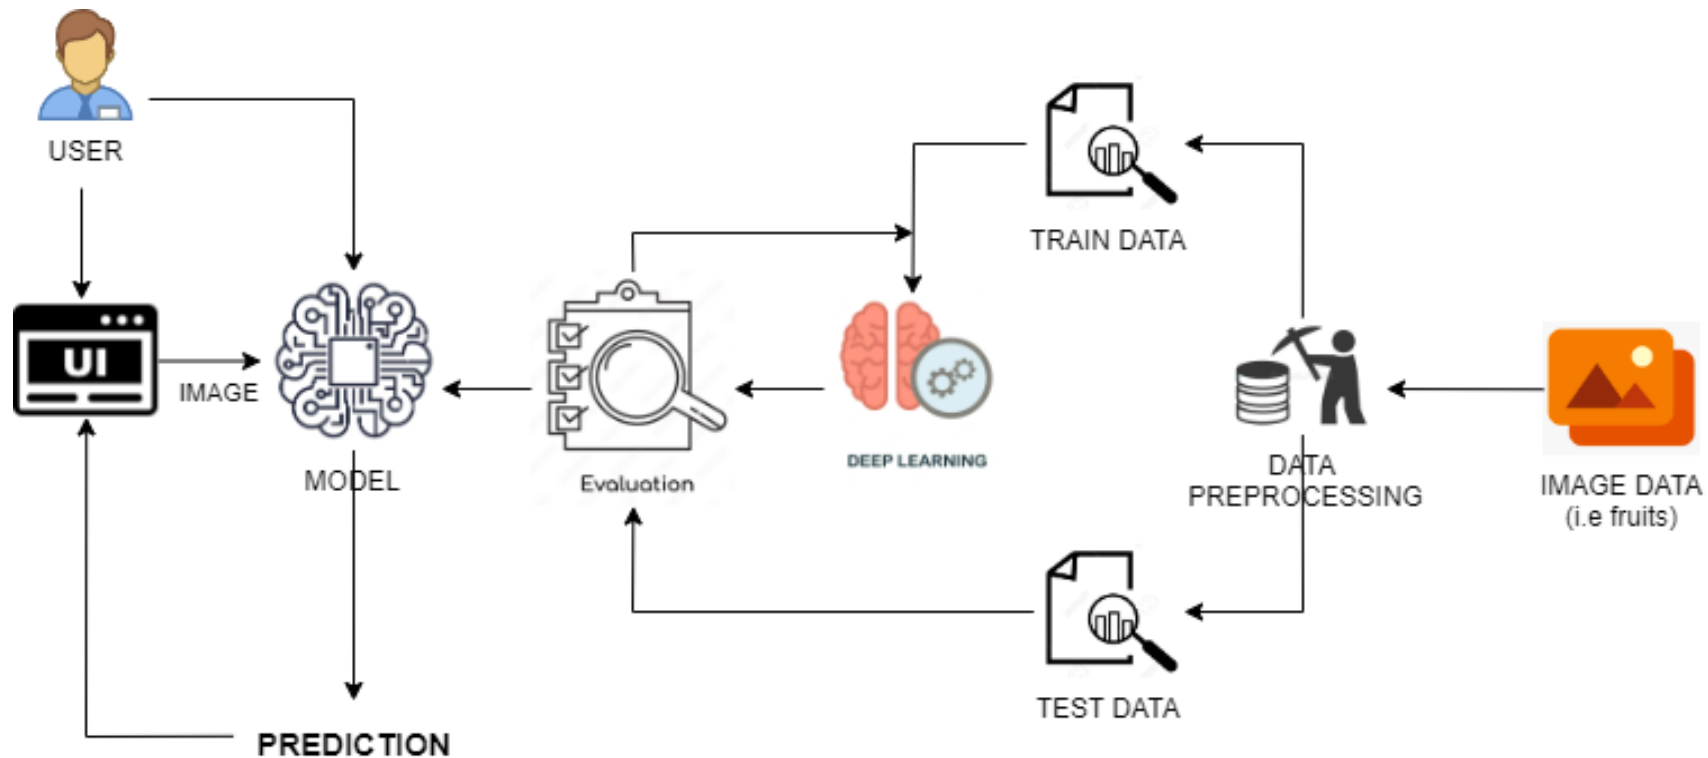 USER
UI
IMAGE
MODEL
PREDICTION
Evaluation
DEEP LEARNING
TRAIN DATA
TEST DATA
DATA
PREPROCESSING
IMAGE DATA
(i.e fruits)